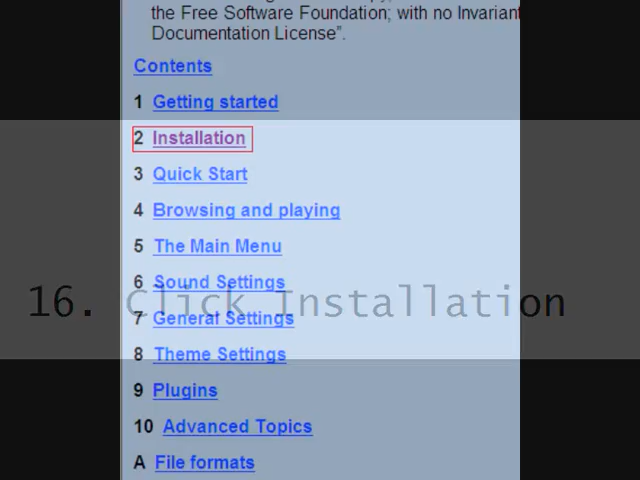 the Free Software Foundation; with no Invariant
Documentation License”.
Contents
1 Getting started
2 Installation
3 Quick Start
4 Browsing and playing
5 The Main Menu
6 Sound Settings
16. Click Installation
7 General Settings
8 Theme Settings
9 Plugins
10 Advanced Topics
A File formats